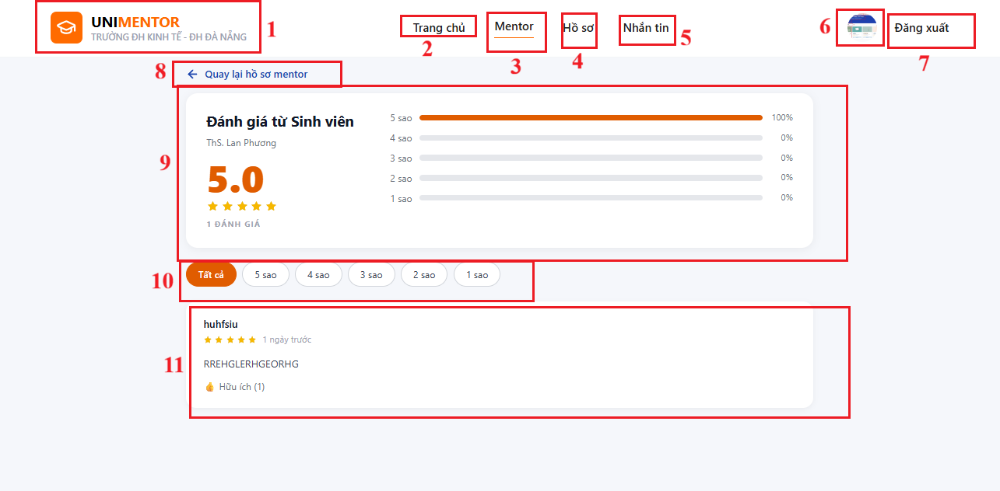 UNIMENTOR
TRƯỜNG ĐH KINH TẾ - ĐH ĐÀ NẴNG
1
Trang chủ
2
Mentor
3
Hồ sơ
4
Nhắn tin
5
6
Đăng xuất
7
8
← Quay lại hồ sơ mentor
9
Đánh giá từ Sinh viên
ThS. Lan Phương
5.0
1 ĐÁNH GIÁ
5 sao 100%
4 sao 0%
3 sao 0%
2 sao 0%
1 sao 0%
10
Tất cả 5 sao 4 sao 3 sao 2 sao 1 sao
11
huhfsiu
1 ngày trước
RREHGLERHGEORHG
Hữu ích (1)